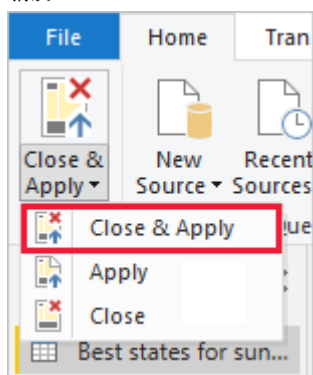 File Home Tran
Close & New Recent
Apply Source Sources
Close & Apply
Apply
Close
Best states for sun...